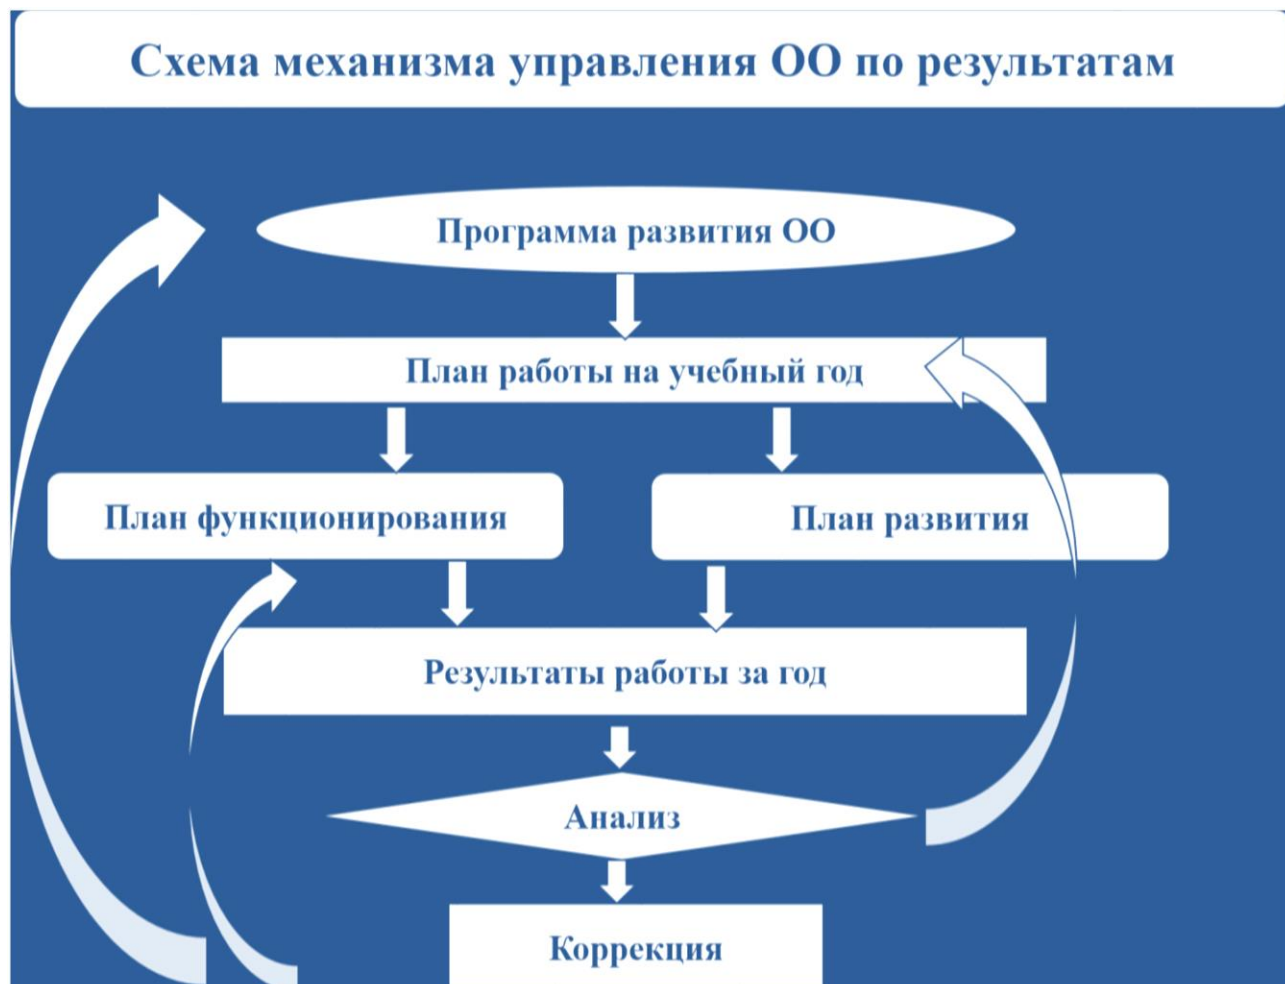 Схема механизма управления ОО по результатам
Программа развития ОО
План работы на учебный год
План функционирования
План развития
Результаты работы за год
Анализ
Коррекция